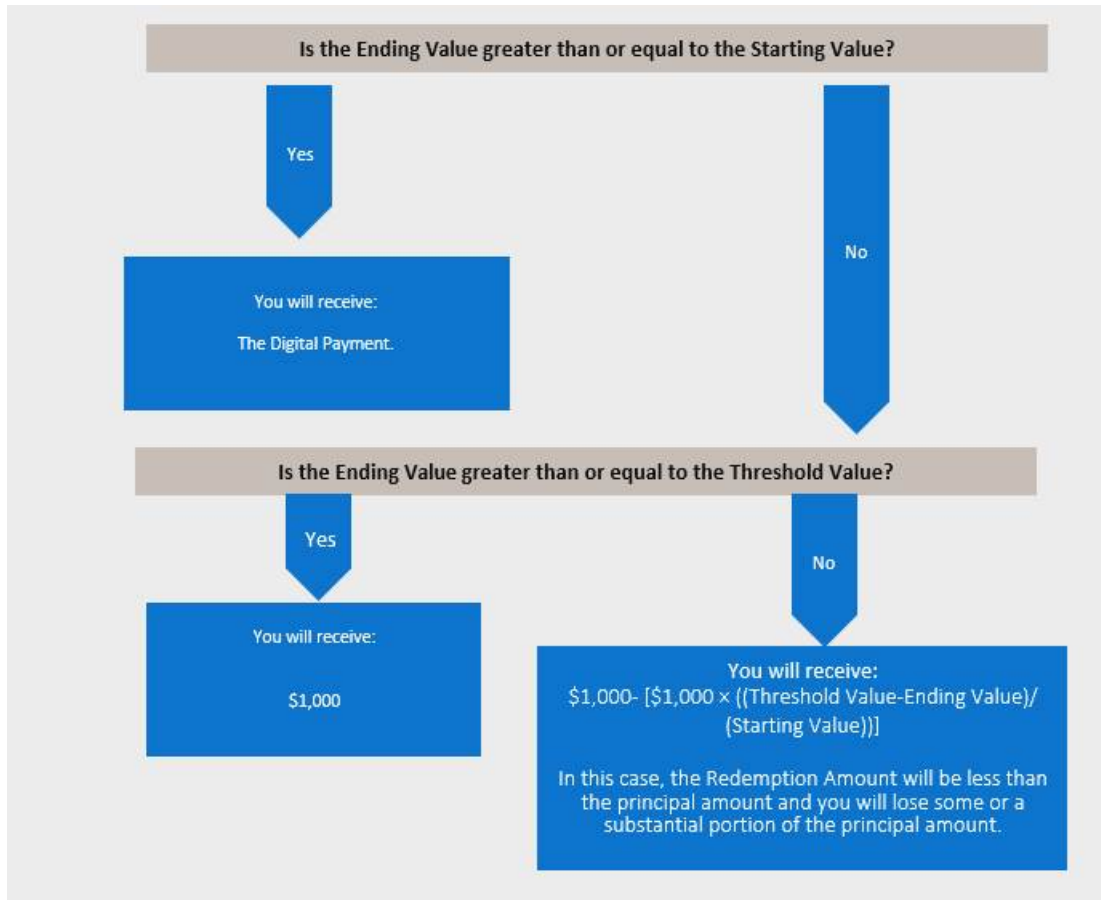 Is the Ending Value greater than or equal to the Starting Value?
Yes
No
You will receive:
The Digital Payment.
Is the Ending Value greater than or equal to the Threshold Value?
Yes
No
You will receive:
$1,000
You will receive:
$1,000- [$1,000 × ((Threshold Value-Ending Value)/
(Starting Value))]
In this case, the Redemption Amount will be less than
the principal amount and you will lose some or a
substantial portion of the principal amount.